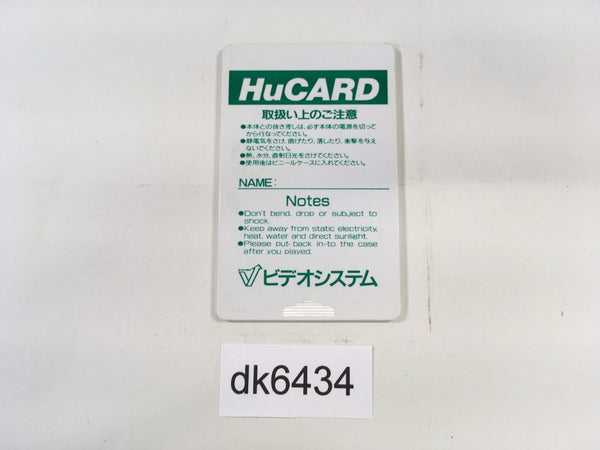 HuCARD
取扱い上のご注意
●本体との抜き差しは、必ず本体の電源を切って
から行なってください。
●静電気をさけ、曲げたり、落したり、衝撃を与え
ないでください。
●熱、水分、直射日光をさけてください。
●使用後はビニールケースに入れてください。
NAME:
Notes
●Don't bend, drop or subject to
shock.
●Keep away from static electricity,
heat, water and direct sunlight.
●Please put back in-to the case
after you played.
ビデオシステム
dk6434